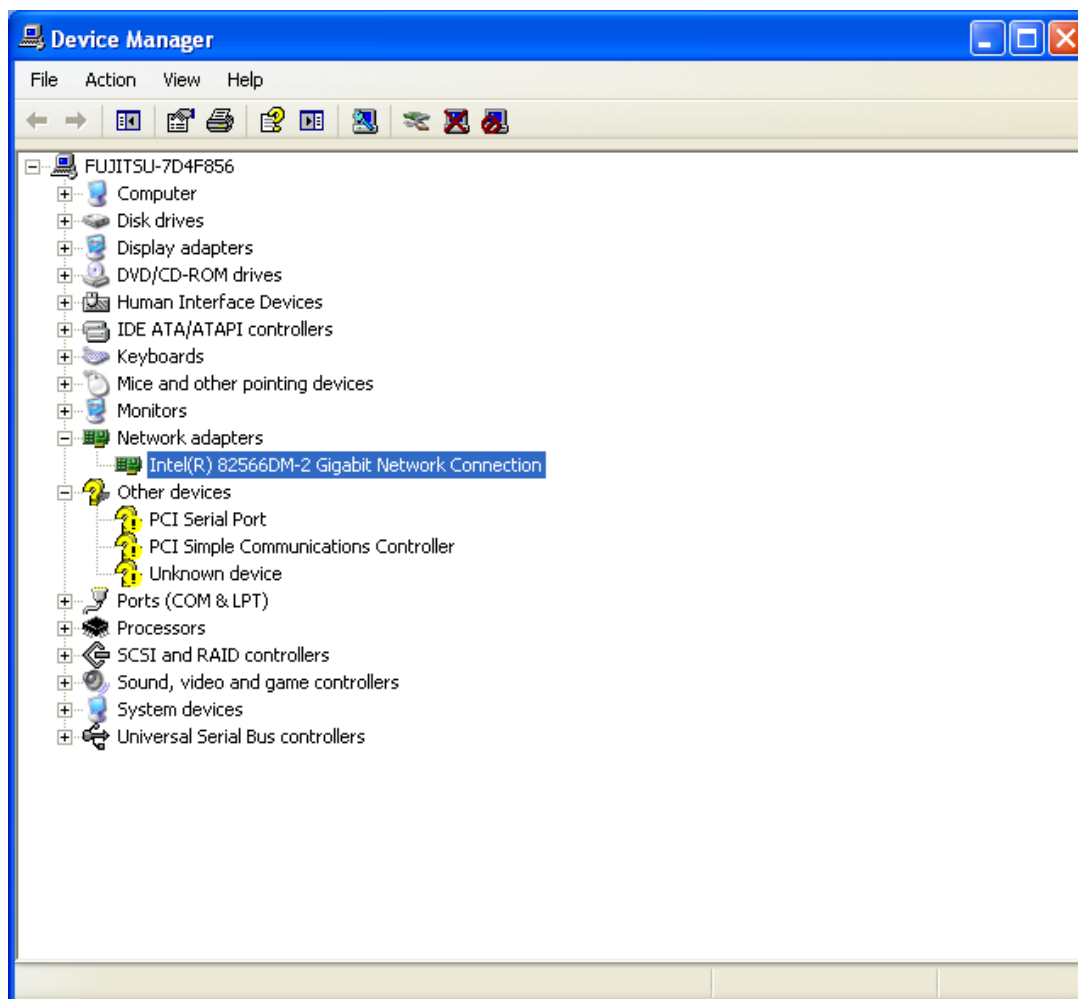 Device Manager
File Action View Help
FUJITSU-7D4F856
Computer
Disk drives
Display adapters
DVD/CD-ROM drives
Human Interface Devices
IDE ATA/ATAPI controllers
Keyboards
Mice and other pointing devices
Monitors
Network adapters
Intel(R) 82566DM-2 Gigabit Network Connection
Other devices
PCI Serial Port
PCI Simple Communications Controller
Unknown device
Ports (COM & LPT)
Processors
SCSI and RAID controllers
Sound, video and game controllers
System devices
Universal Serial Bus controllers